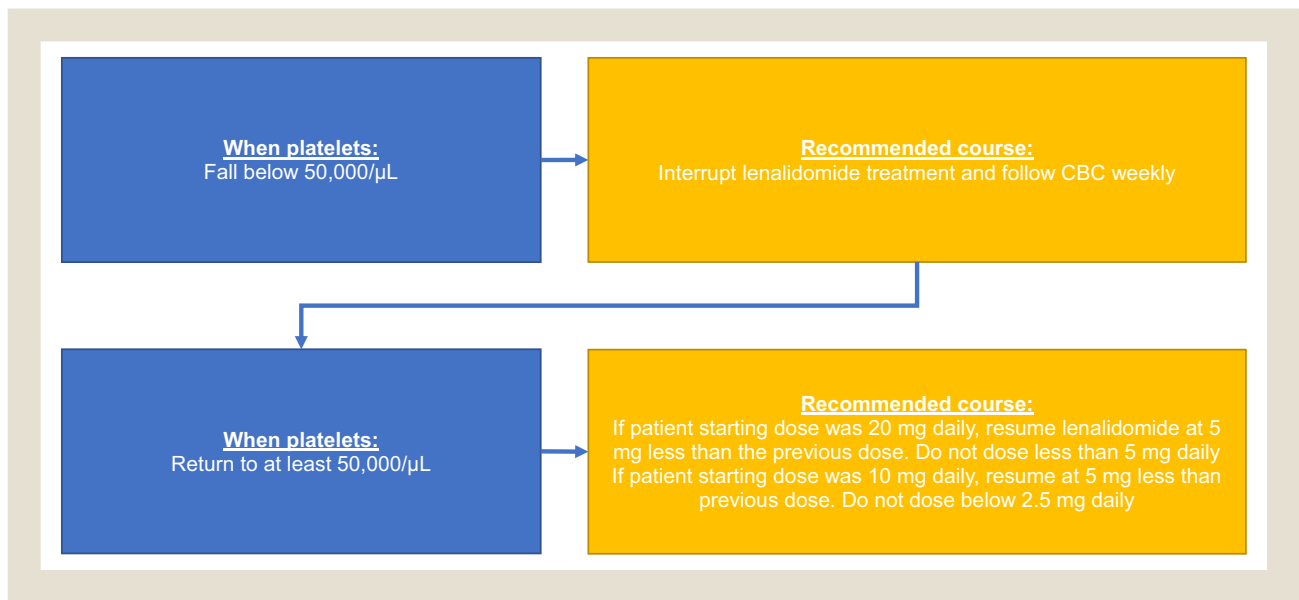 When platelets:
Fall below 50,000/µL
Recommended course:
Interrupt lenalidomide treatment and follow CBC weekly
When platelets:
Return to at least 50,000/µL
Recommended course:
If patient starting dose was 20 mg daily, resume lenalidomide at 5
mg less than the previous dose. Do not dose less than 5 mg daily
If patient starting dose was 10 mg daily, resume at 5 mg less than
previous dose. Do not dose below 2.5 mg daily